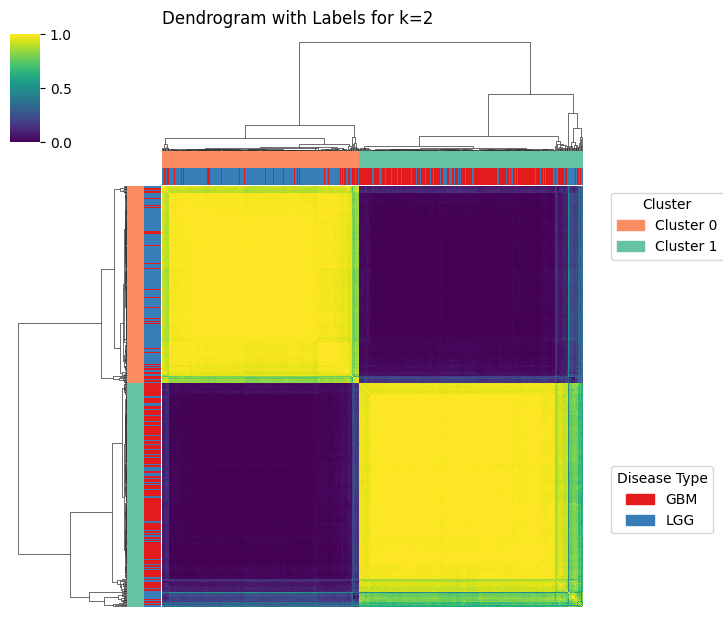 Dendrogram with Labels for k=2
1.0
0.5
0.0
Cluster
Cluster 0
Cluster 1
Disease Type
GBM
LGG